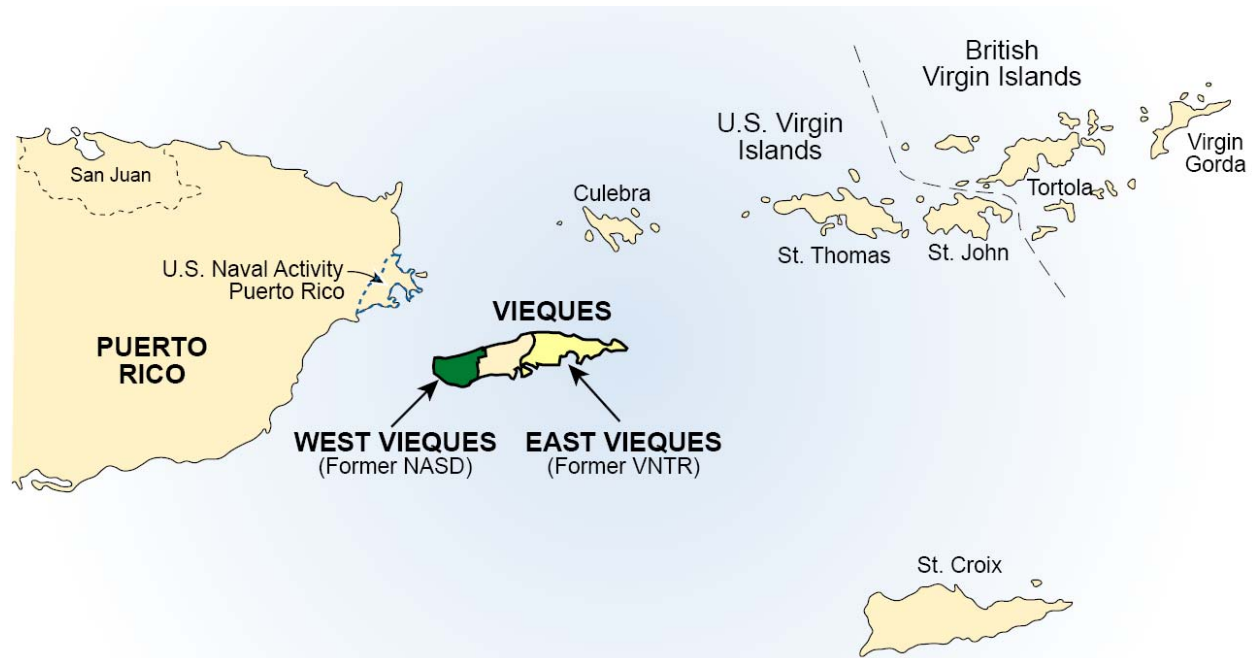 British
Virgin Islands
U.S. Virgin
Islands
Virgin
Gorda
San Juan
Culebra
Tortola
St. Thomas
St. John
U.S. Naval Activity
Puerto Rico
VIEQUES
PUERTO
RICO
WEST VIEQUES
(Former NASD)
EAST VIEQUES
(Former VNTR)
St. Croix